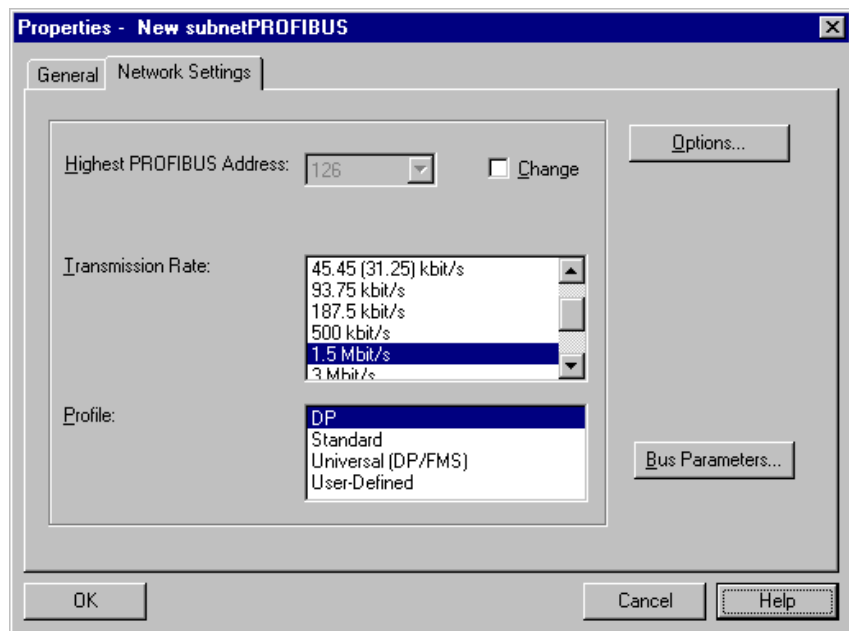 Properties - New subnetPROFIBUS
General Network Settings
Highest PROFIBUS Address: 126 Change Options...
Transmission Rate: 45.45 (31.25) kbit/s
93.75 kbit/s
187.5 kbit/s
500 kbit/s
1.5 Mbit/s
3 Mbit/s
Profile: DP
Standard
Universal (DP/FMS)
User-Defined
Bus Parameters...
OK Cancel Help